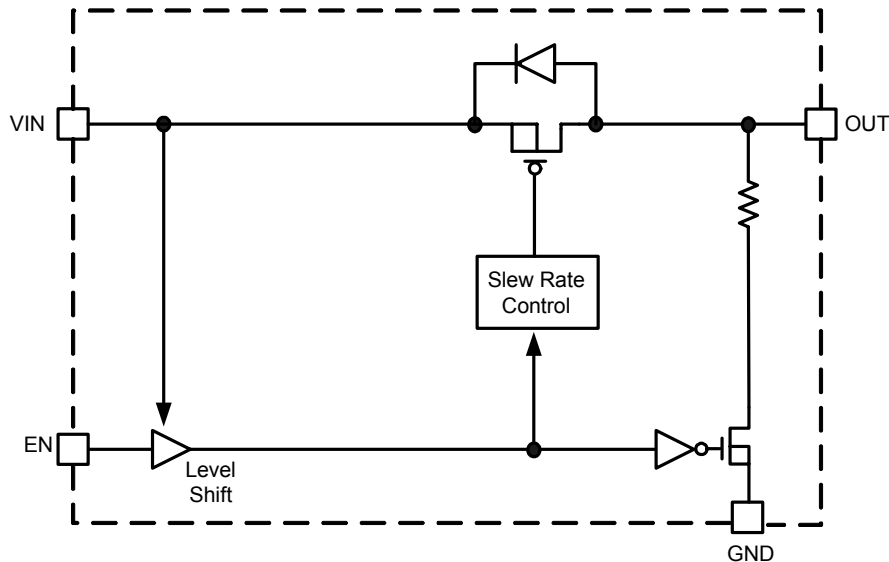 VIN
OUT
Slew Rate
Control
EN
Level
Shift
GND